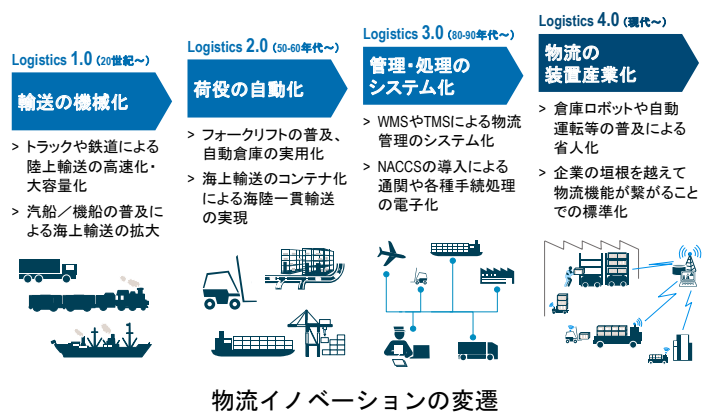 Logistics 1.0 (20世紀～)
輸送の機械化
> トラックや鉄道による
陸上輸送の高速化・
大容量化
> 汽船／機船の普及に
よる海上輸送の拡大
Logistics 2.0 (50-60年代～)
荷役の自動化
> フォークリフトの普及、
自動倉庫の実用化
> 海上輸送のコンテナ化
による海陸一貫輸送
の実現
Logistics 3.0 (80-90年代～)
管理・処理の
システム化
> WMSやTMSによる物流
管理のシステム化
> NACCSの導入による
通関や各種手続処理
の電子化
Logistics 4.0 (現代～)
物流の
装置産業化
> 倉庫ロボットや自動
運転等の普及による
省人化
> 企業の垣根を越えて
物流機能が繋がること
での標準化
物流イノベーションの変遷